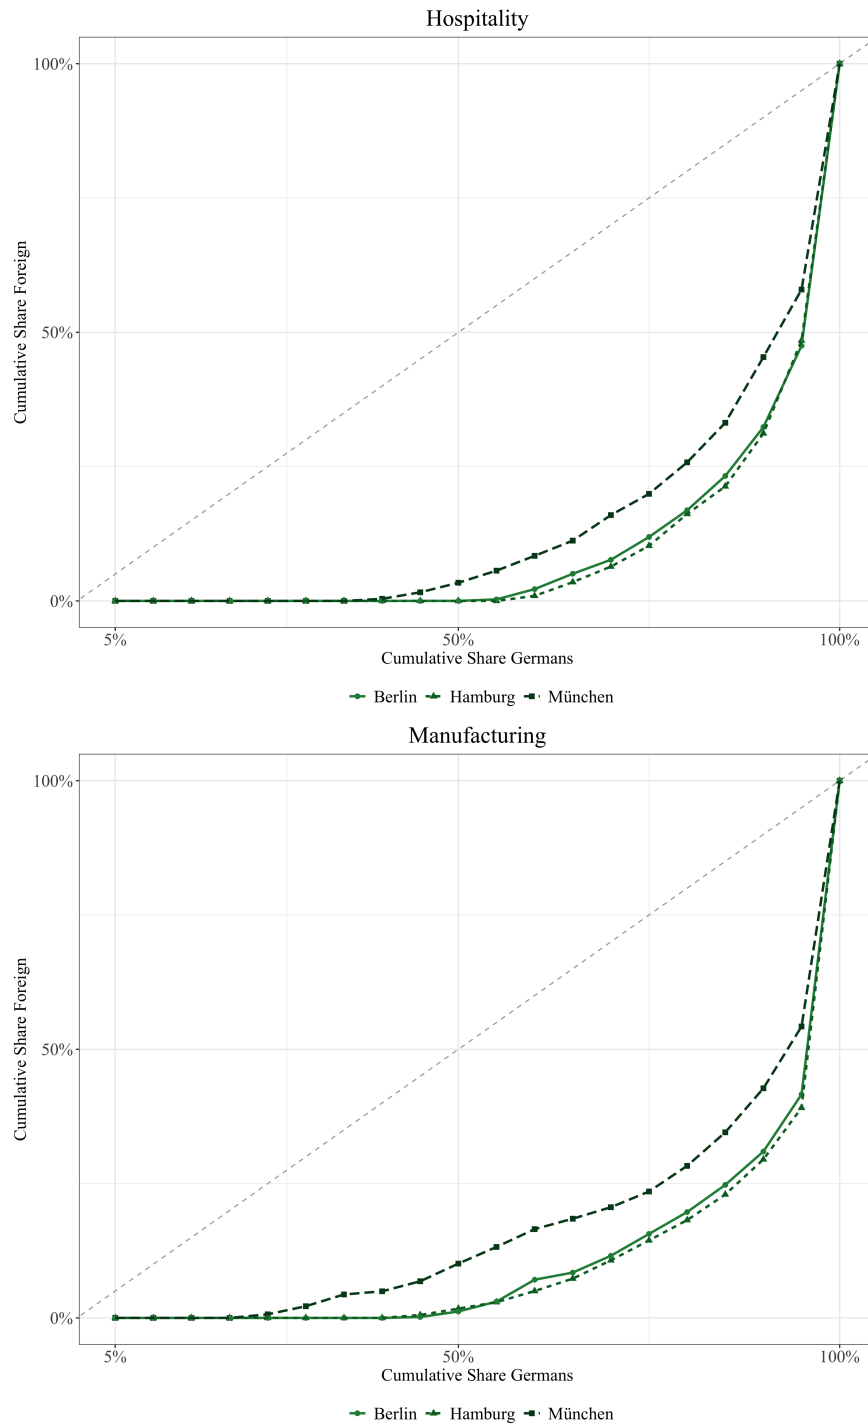 Hospitality
100%
50%
0%
Cumulative Share Foreign
5%
50%
100%
Cumulative Share Germans
Berlin Hamburg München
Manufacturing
100%
50%
0%
Cumulative Share Foreign
5%
50%
100%
Cumulative Share Germans
Berlin Hamburg München